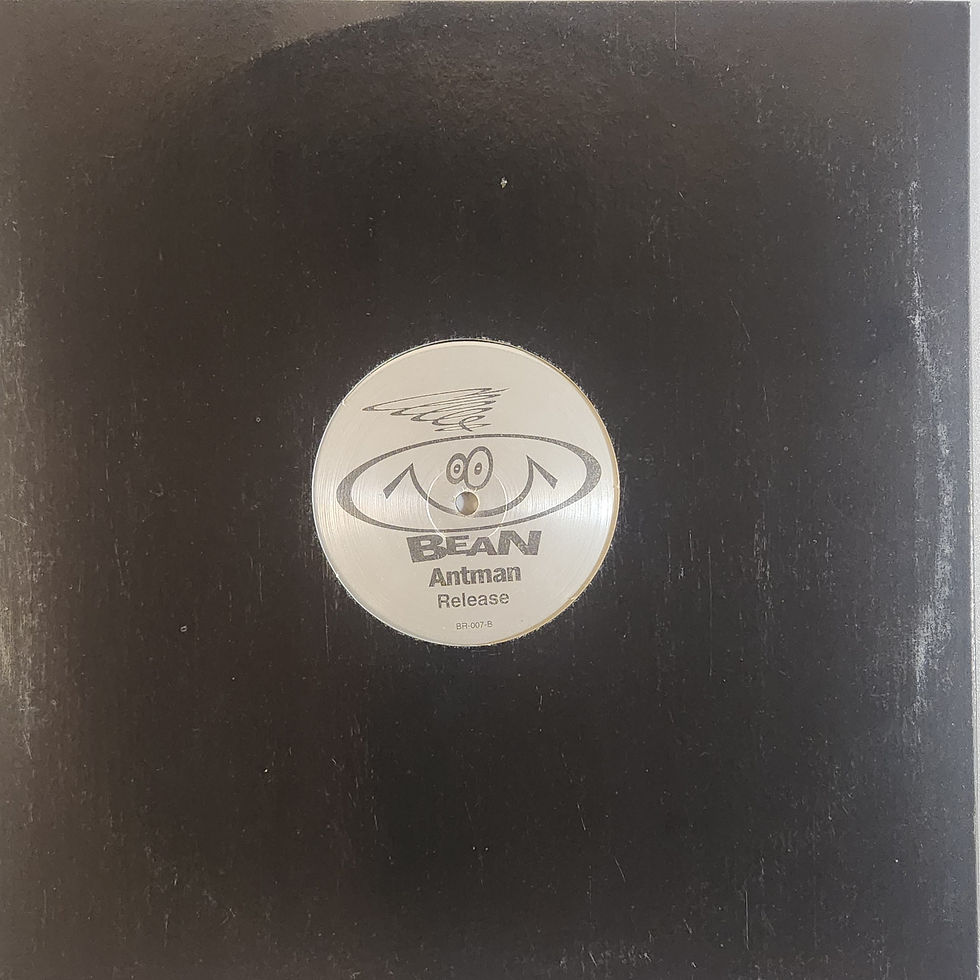 BEAN
Antman
Release
BR-007-B